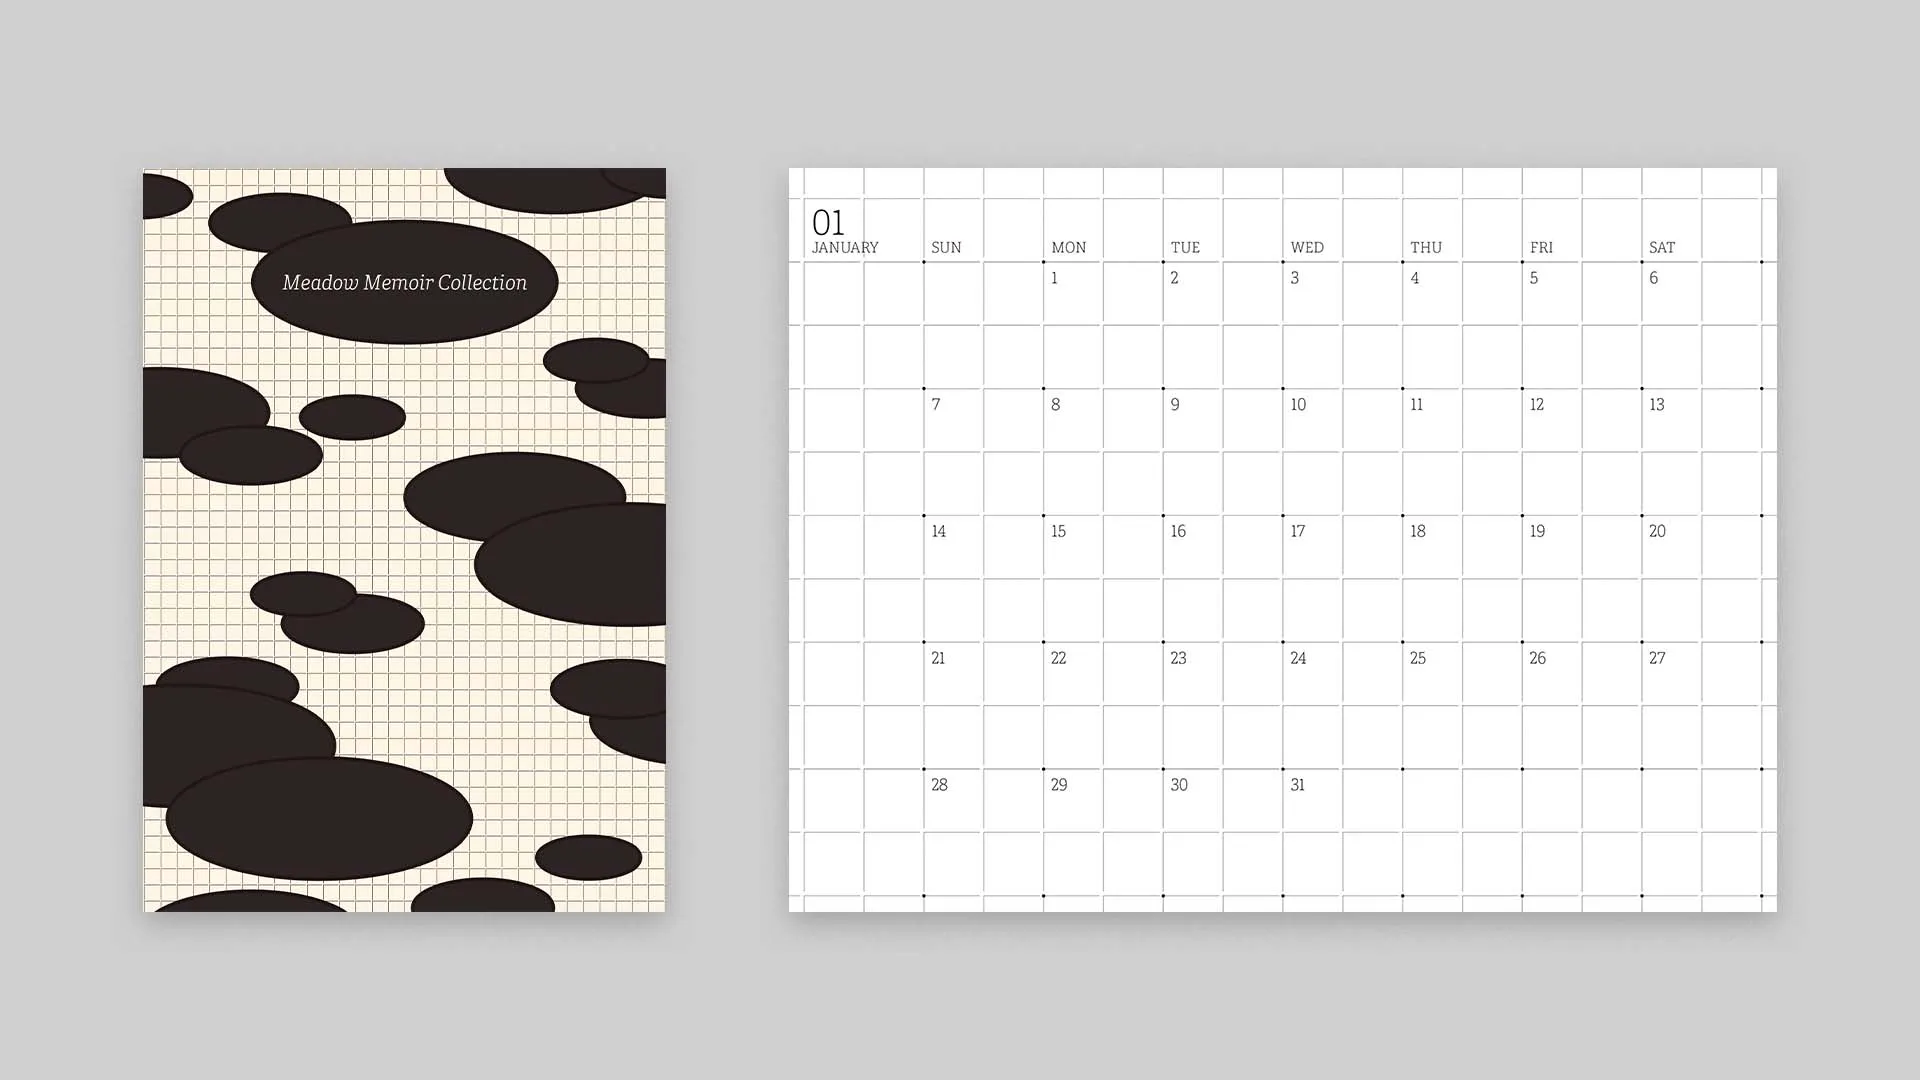 Meadow Memoir Collection
01
JANUARY SUN MON TUE WED THU FRI SAT
1 2 3 4 5 6
7 8 9 10 11 12 13
14 15 16 17 18 19 20
21 22 23 24 25 26 27
28 29 30 31